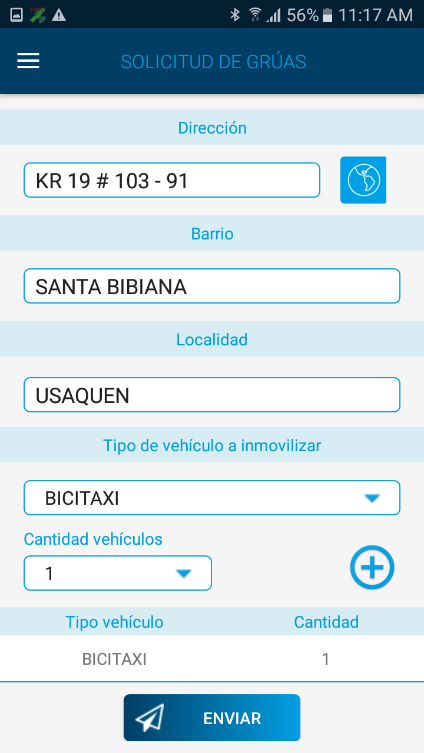 56% 11:17 AM
SOLICITUD DE GRÚAS
Dirección
KR 19 # 103 - 91
Barrio
SANTA BIBIANA
Localidad
USAQUEN
Tipo de vehículo a inmovilizar
BICITAXI
Cantidad vehículos
1
Tipo vehículo Cantidad
BICITAXI 1
ENVIAR